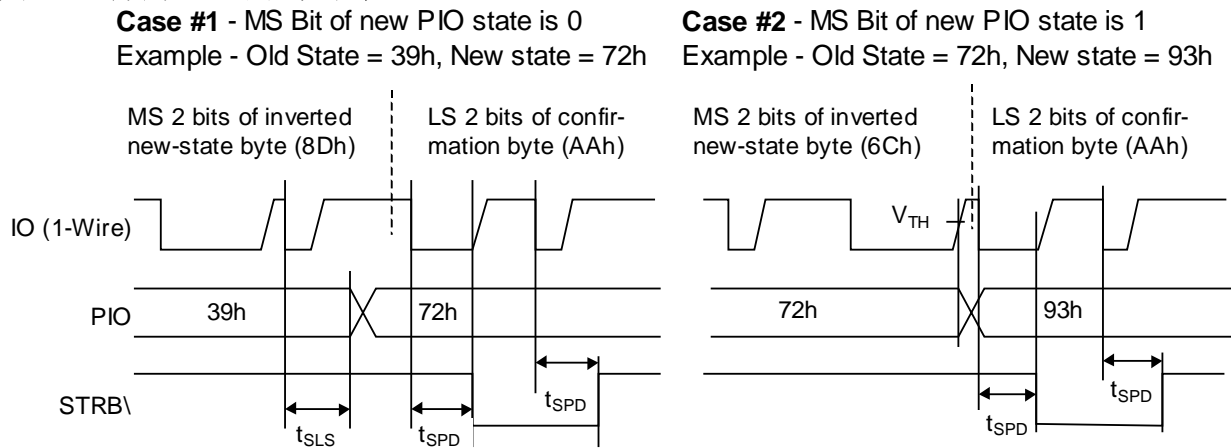 Case #1 - MS Bit of new PIO state is 0
Example - Old State = 39h, New state = 72h
MS 2 bits of inverted
new-state byte (8Dh)
LS 2 bits of confir-
mation byte (AAh)
Case #2 - MS Bit of new PIO state is 1
Example - Old State = 72h, New state = 93h
MS 2 bits of inverted
new-state byte (6Ch)
LS 2 bits of confir-
mation byte (AAh)
IO (1-Wire)
VTH
PIO
39h
72h
72h
93h
STRB\
tSLS
tSPD
tSPD
tSPD
tSPD